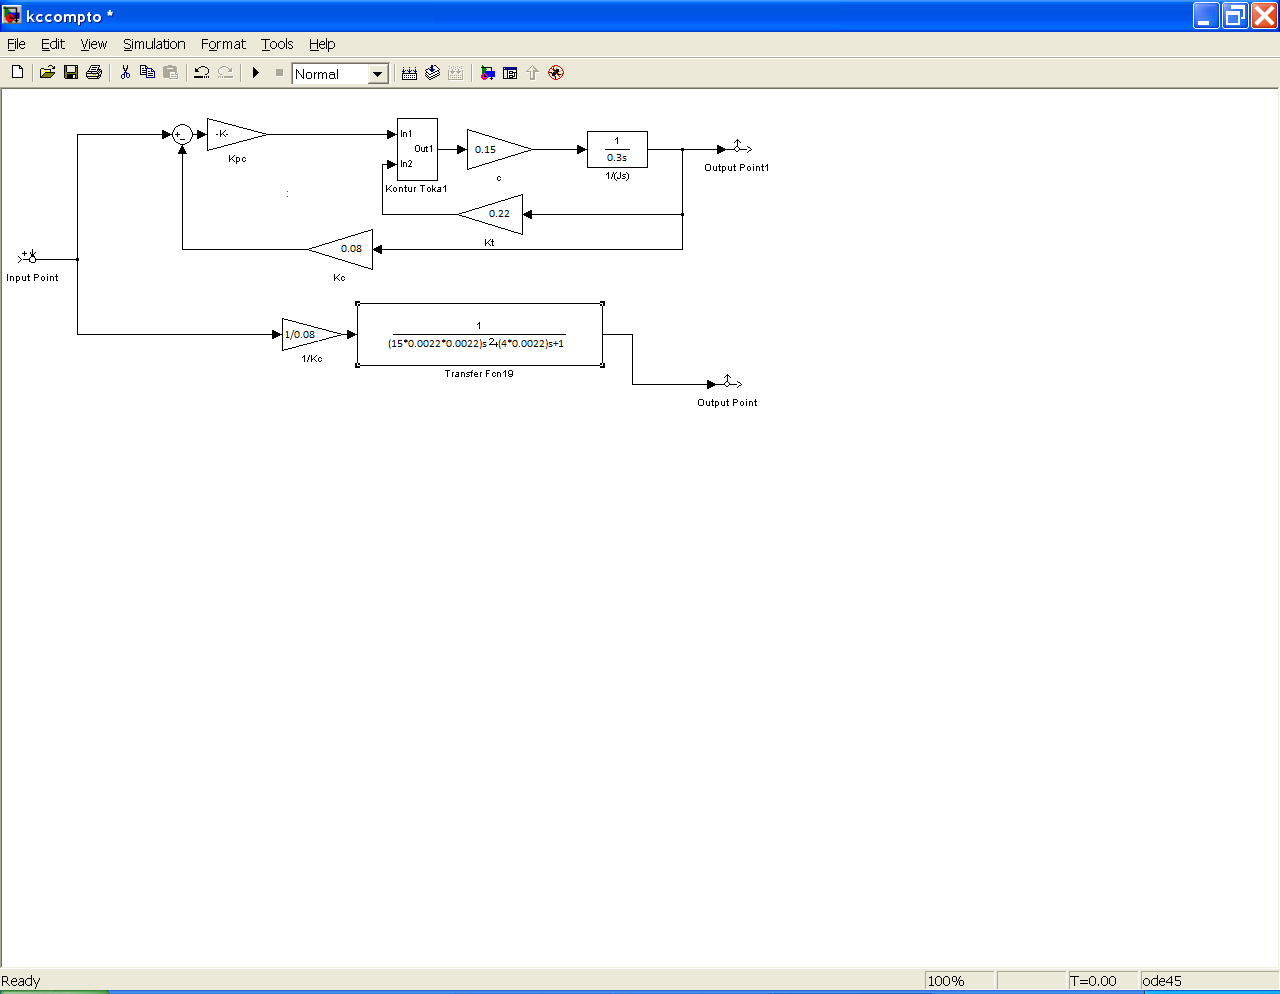 kccompto *
File Edit View Simulation Format Tools Help
Normal
+
-
-K-
Kpc
In1
Out1
In2
Kontur Toka1
0.15
c
1
0.3s
1/(Js)
Output Point1
0.22
Kt
0.08
Kc
+
Input Point
1/0.08
1/Kc
1
(15*0.0022*0.0022)s²+(4*0.0022)s+1
Transfer Fcn19
Output Point
Ready 100% T=0.00 ode45